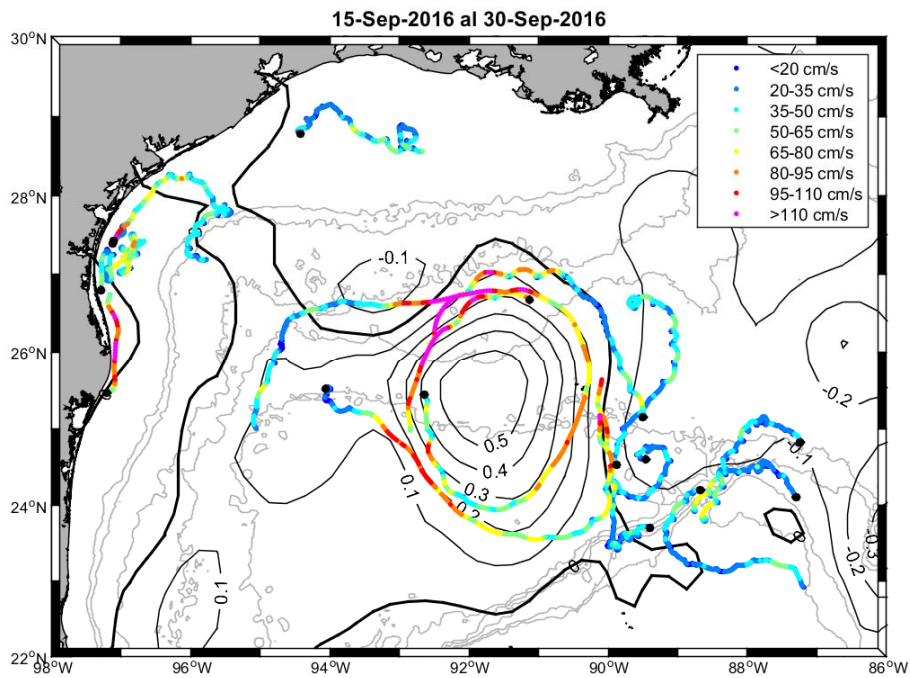 15-Sep-2016 al 30-Sep-2016
30°N
<20 cm/s
20-35 cm/s
35-50 cm/s
50-65 cm/s
65-80 cm/s
80-95 cm/s
95-110 cm/s
>110 cm/s
28°N
-0.1
26°N
-0.2
0.5
0.4
0.3
0.2
0.1
-0.1
24°N
0
0
-0.3
-0.2
0.1
22°N
98°W
96°W
94°W
92°W
90°W
88°W
86°W